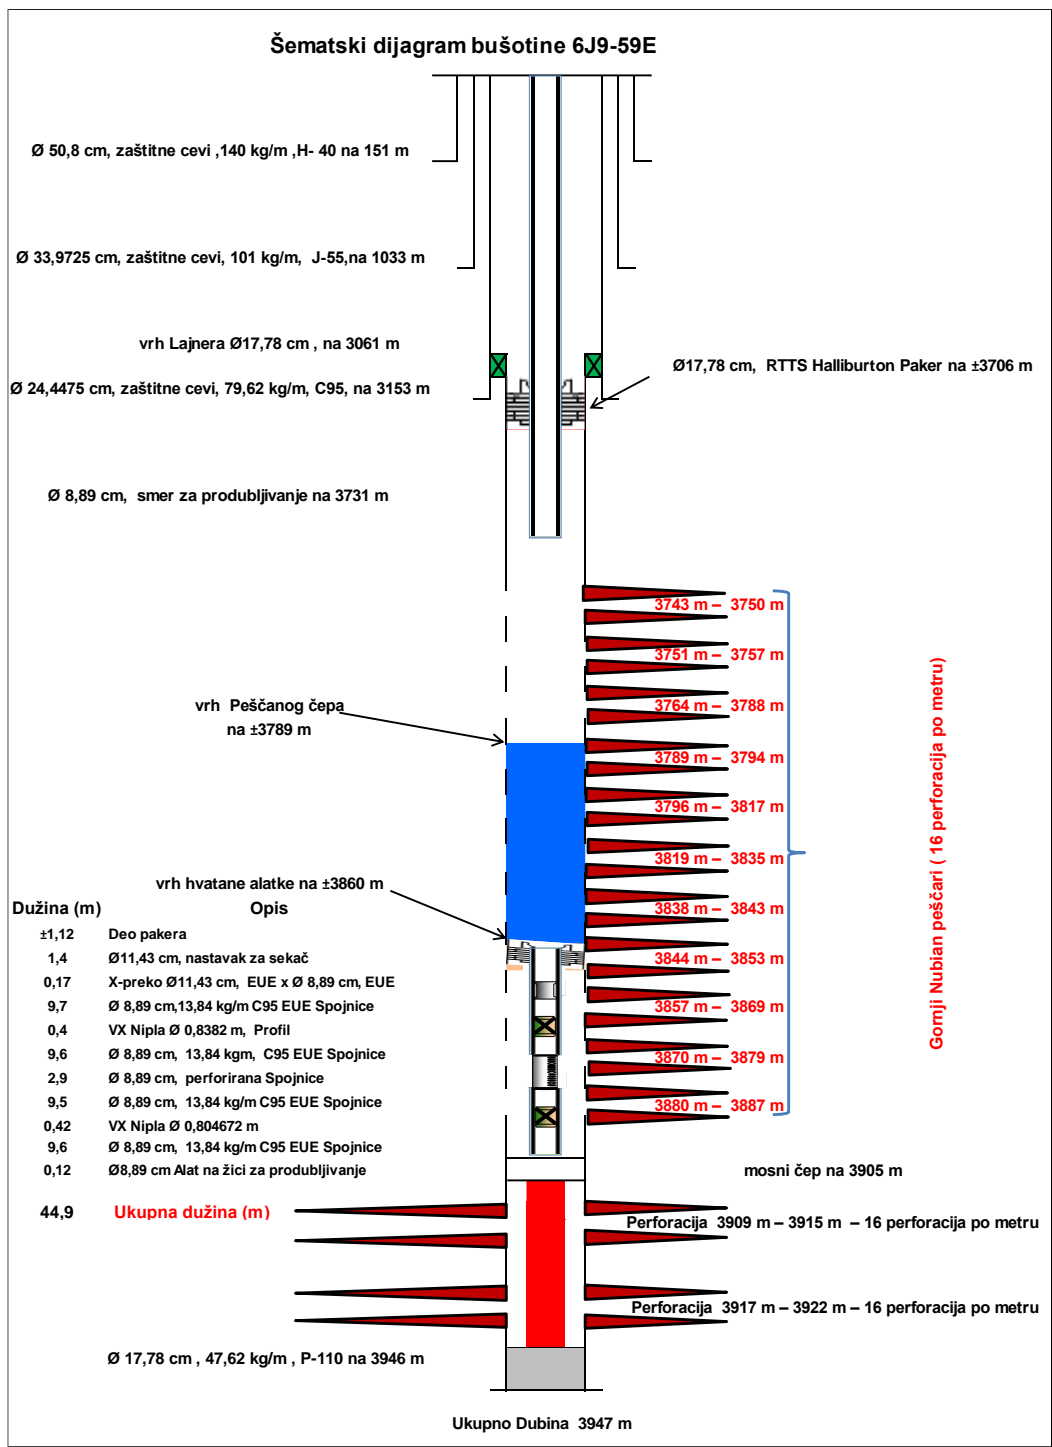 Šematski dijagram bušotine 6J9-59E
Ø 50,8 cm, zaštitne cevi ,140 kg/m ,H- 40 na 151 m
Ø 33,9725 cm, zaštitne cevi, 101 kg/m, J-55,na 1033 m
vrh Lajnera Ø17,78 cm , na 3061 m
Ø17,78 cm, RTTS Halliburton Paker na ±3706 m
Ø 24,4475 cm, zaštitne cevi, 79,62 kg/m, C95, na 3153 m
Ø 8,89 cm, smer za produbljivanje na 3731 m
3743 m – 3750 m
3751 m – 3757 m
3764 m – 3788 m
vrh Peščanog čepa
na ±3789 m
3789 m – 3794 m
3796 m – 3817 m
3819 m – 3835 m
3838 m – 3843 m
3844 m – 3853 m
3857 m – 3869 m
3870 m – 3879 m
3880 m – 3887 m
Gornji Nubian peščari ( 16 perforacija po metru)
vrh hvatane alatke na ±3860 m
Dužina (m) Opis
±1,12 Deo pakera
1,4 Ø11,43 cm, nastavak za sekač
0,17 X-preko Ø11,43 cm, EUE x Ø 8,89 cm, EUE
9,7 Ø 8,89 cm,13,84 kg/m C95 EUE Spojnice
0,4 VX Nipla Ø 0,8382 m, Profil
9,6 Ø 8,89 cm, 13,84 kgm, C95 EUE Spojnice
2,9 Ø 8,89 cm, perforirana Spojnice
9,5 Ø 8,89 cm, 13,84 kg/m C95 EUE Spojnice
0,42 VX Nipla Ø 0,804672 m
9,6 Ø 8,89 cm, 13,84 kg/m C95 EUE Spojnice
0,12 Ø8,89 cm Alat na žici za produbljivanje
44,9 Ukupna dužina (m)
mosni čep na 3905 m
Perforacija 3909 m – 3915 m – 16 perforacija po metru
Perforacija 3917 m – 3922 m – 16 perforacija po metru
Ø 17,78 cm , 47,62 kg/m , P-110 na 3946 m
Ukupno Dubina 3947 m